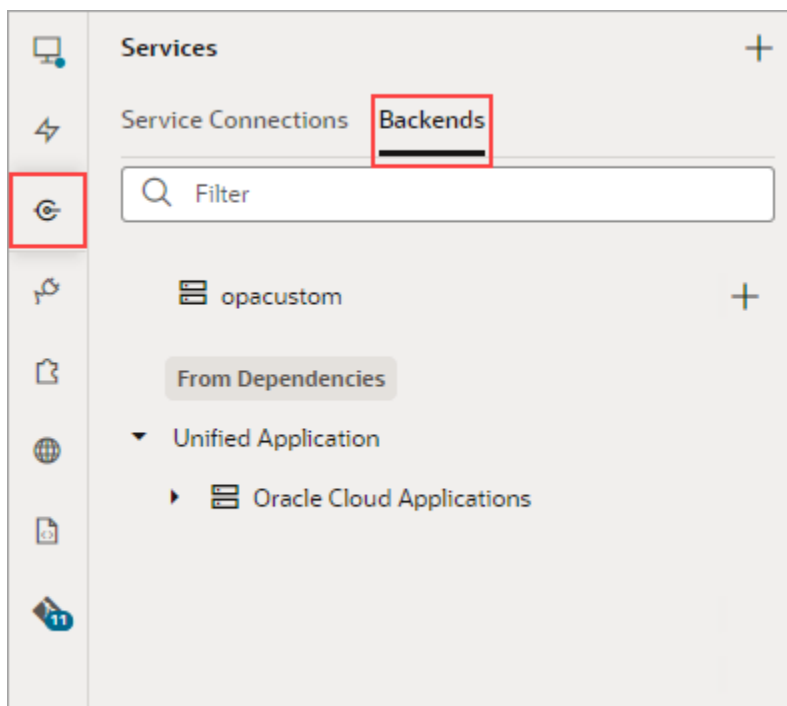 Services
Service Connections Backends
Filter
opacustom
From Dependencies
Unified Application
Oracle Cloud Applications
11